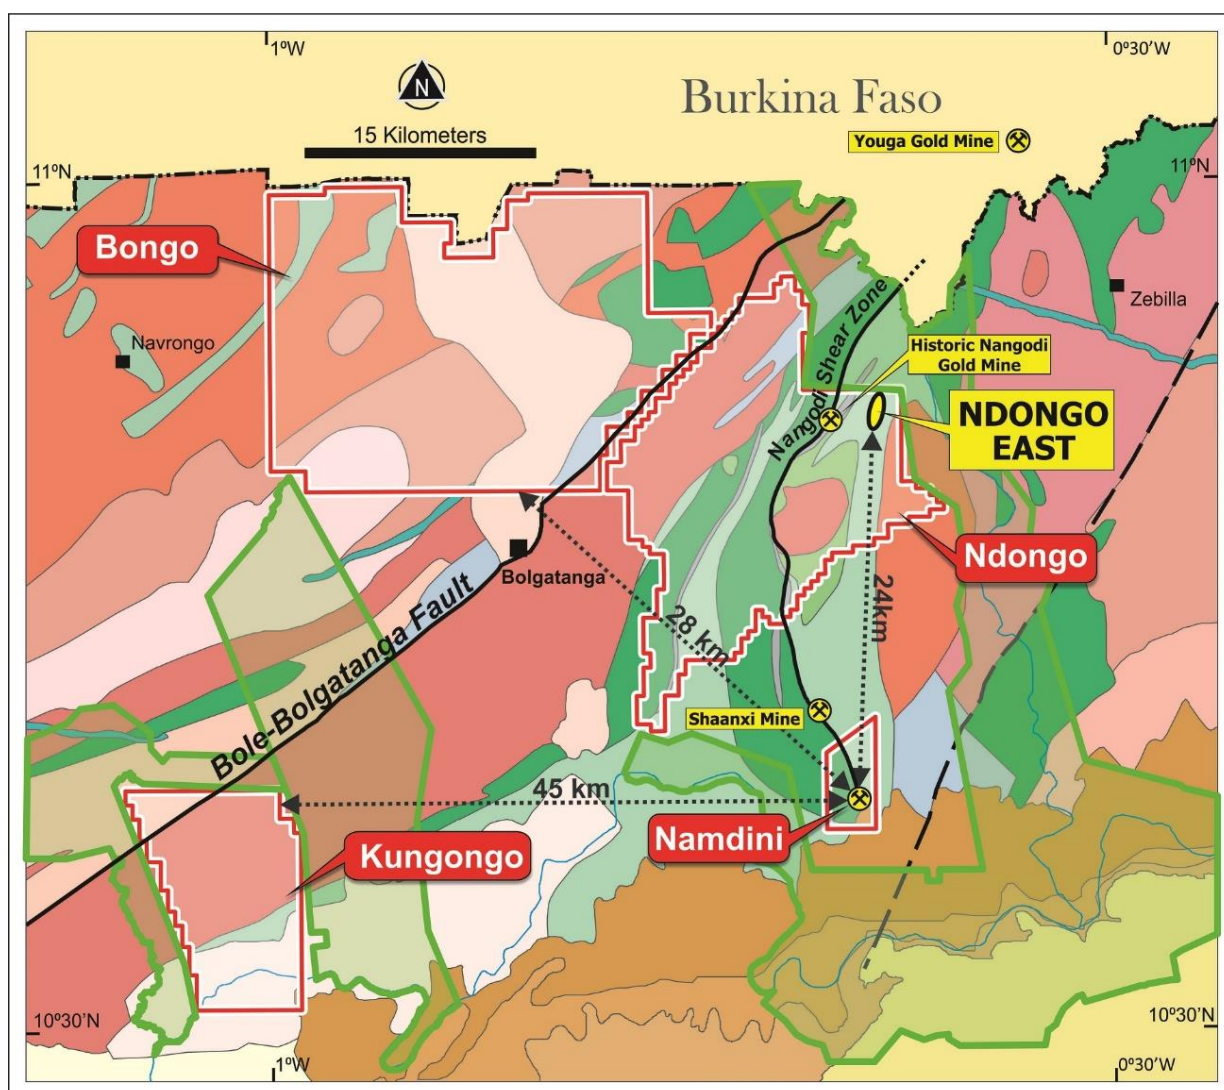 1ºW
0º30'W
N
Burkina Faso
15 Kilometers
Youga Gold Mine
11ºN
11ºN
Bongo
Zebilla
Navrongo
Nangodi Shear Zone
Historic Nangodi
Gold Mine
NDONGO
EAST
Ndongo
Bolgatanga
24km
28 km
Bole-Bolgatanga Fault
Shaanxi Mine
45 km
Namdini
Kungongo
10º30'N
10º30'N
1ºW
0º30'W